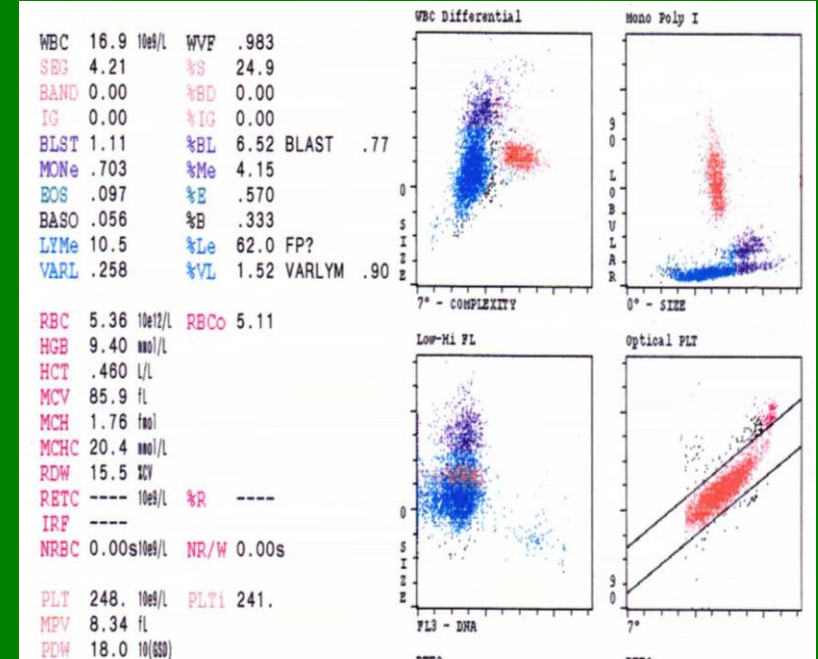 WBC 16.9 10e9/L WVF .983
SEG 4.21 %S 24.9
BAND 0.00 %BD 0.00
IG 0.00 %IG 0.00
BLST 1.11 %BL 6.52 BLAST .77
MONe .703 %Me 4.15
EOS .097 %E .570
BASO .056 %B .333
LYMe 10.5 %Le 62.0 FP?
VARL .258 %VL 1.52 VARLYM .90
RBC 5.36 10e12/L RBCo 5.11
HGB 9.40 mmol/L
HCT .460 L/L
MCV 85.9 fL
MCH 1.76 fmol
MCHC 20.4 mmol/L
RDW 15.5 %CV
RETC ---- 10e9/L %R ----
IRF ----
NRBC 0.00s10e9/L NR/W 0.00s
PLT 248. 10e9/L PLTi 241.
MPV 8.34 fL
PDW 18.0 10(GSD)
WBC Differential
0 SIZE
7° - COMPLEXITY
Mono Poly I
90 LOBULAR
0° - SIZE
Low-Hi FL
0 SIZE
FL3 - DNA
Optical PLT
90
7°